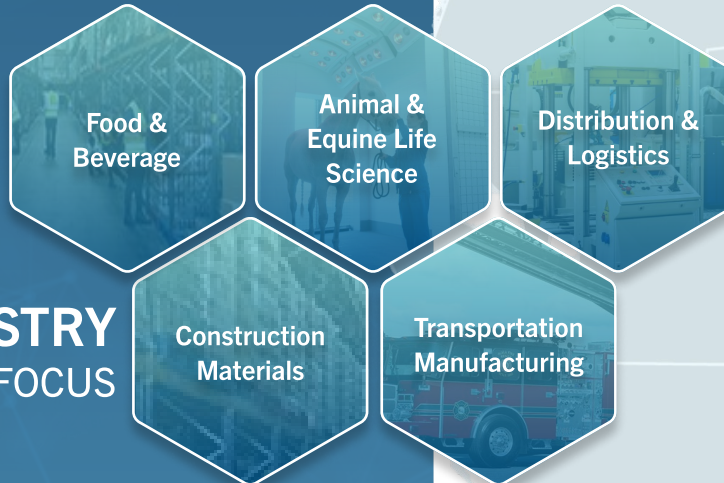 Food &
Beverage
Animal &
Equine Life
Science
Distribution &
Logistics
STRY
FOCUS
Construction
Materials
Transportation
Manufacturing